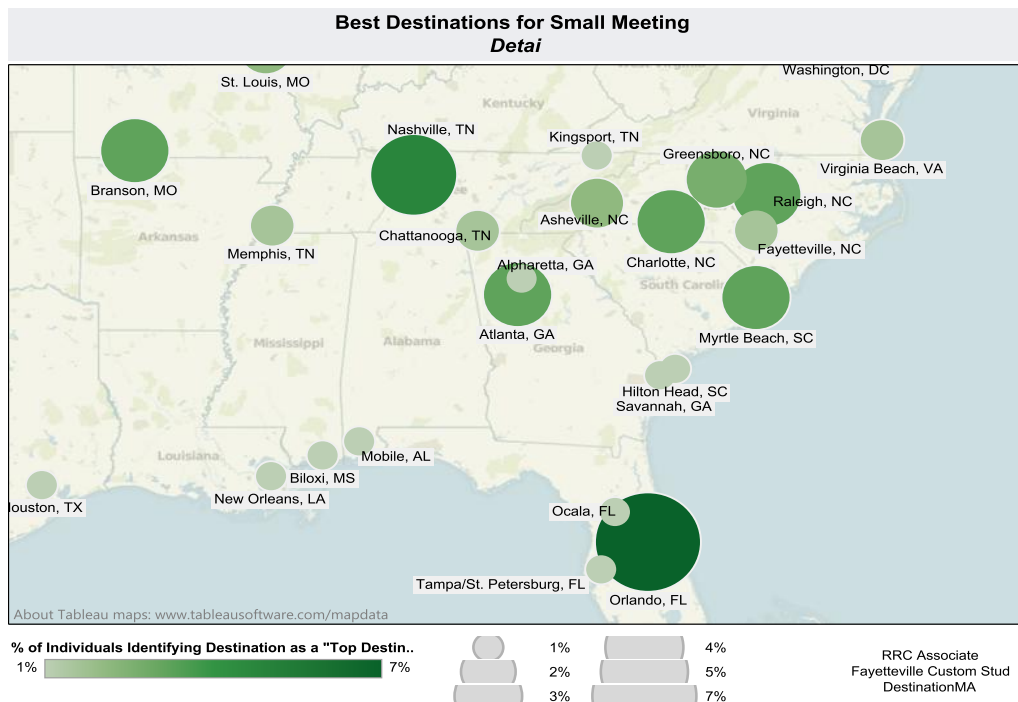 Best Destinations for Small Meeting
Detai
St. Louis, MO
Washington, DC
West Virginia
Kentucky
Virginia
Nashville, TN
Kingsport, TN
Greensboro, NC
Virginia Beach, VA
Branson, MO
Raleigh, NC
Asheville, NC
Arkansas
Chattanooga, TN
Memphis, TN
Fayetteville, NC
Charlotte, NC
Alpharetta, GA
South Carolin
Atlanta, GA
Myrtle Beach, SC
Mississippi
Alabama
Georgia
Hilton Head, SC
Savannah, GA
Louisiana
Mobile, AL
Biloxi, MS
New Orleans, LA
ouston, TX
Ocala, FL
Tampa/St. Petersburg, FL
Orlando, FL
About Tableau maps: www.tableausoftware.com/mapdata
% of Individuals Identifying Destination as a "Top Destin..
1% 7%
1% 4%
2% 5%
3% 7%
RRC Associate
Fayetteville Custom Stud
DestinationMA